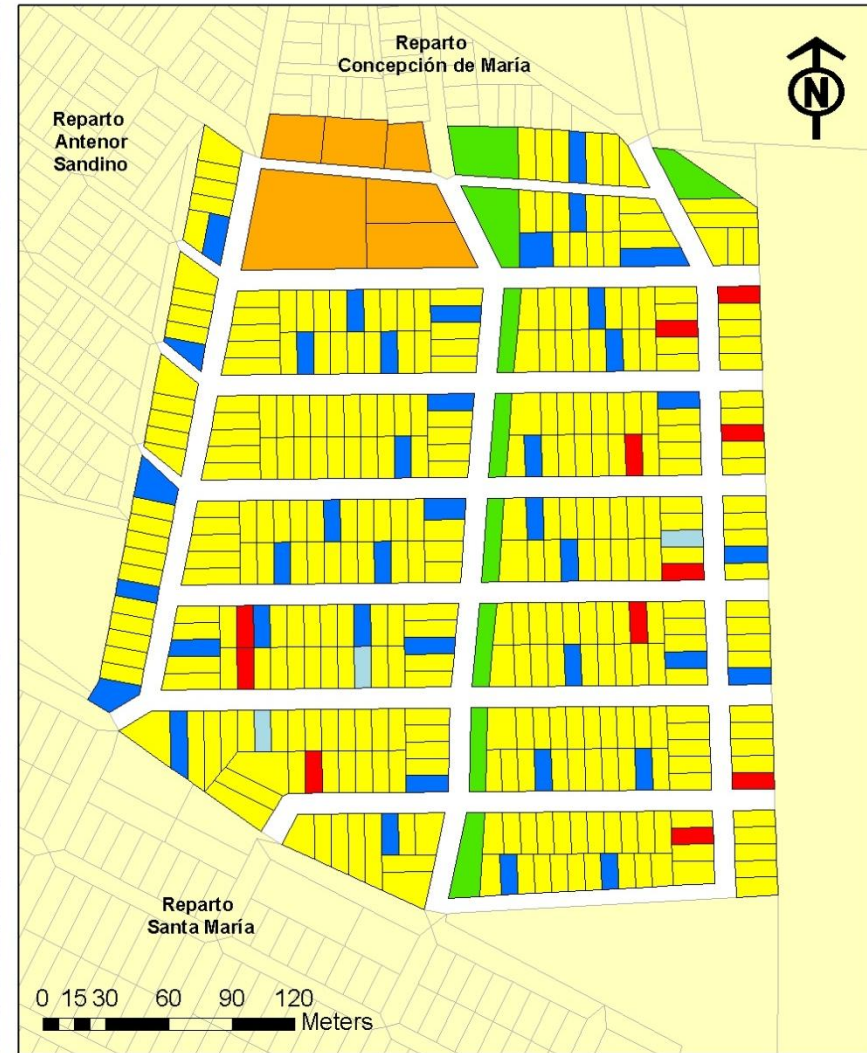 Reparto
Concepción de María
N
Reparto
Antenor
Sandino
Reparto
Santa María
0 15 30 60 90 120
Meters